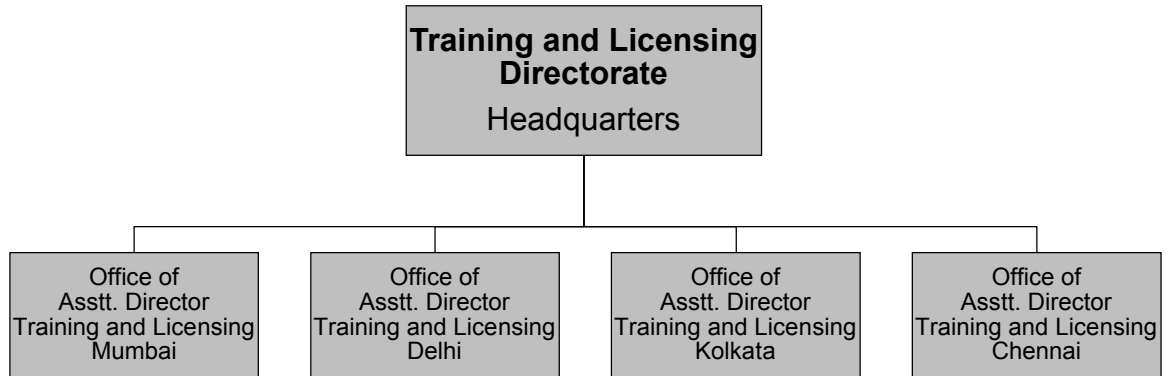 Training and Licensing
Directorate
Headquarters
Office of
Asstt. Director
Training and Licensing
Mumbai
Office of
Asstt. Director
Training and Licensing
Delhi
Office of
Asstt. Director
Training and Licensing
Kolkata
Office of
Asstt. Director
Training and Licensing
Chennai